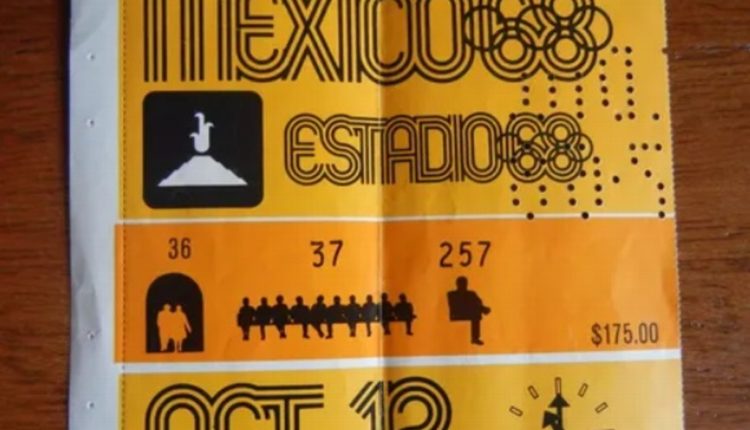 MEXICO68
ESTADIO68
36 37 257
$175.00
OCT. 12